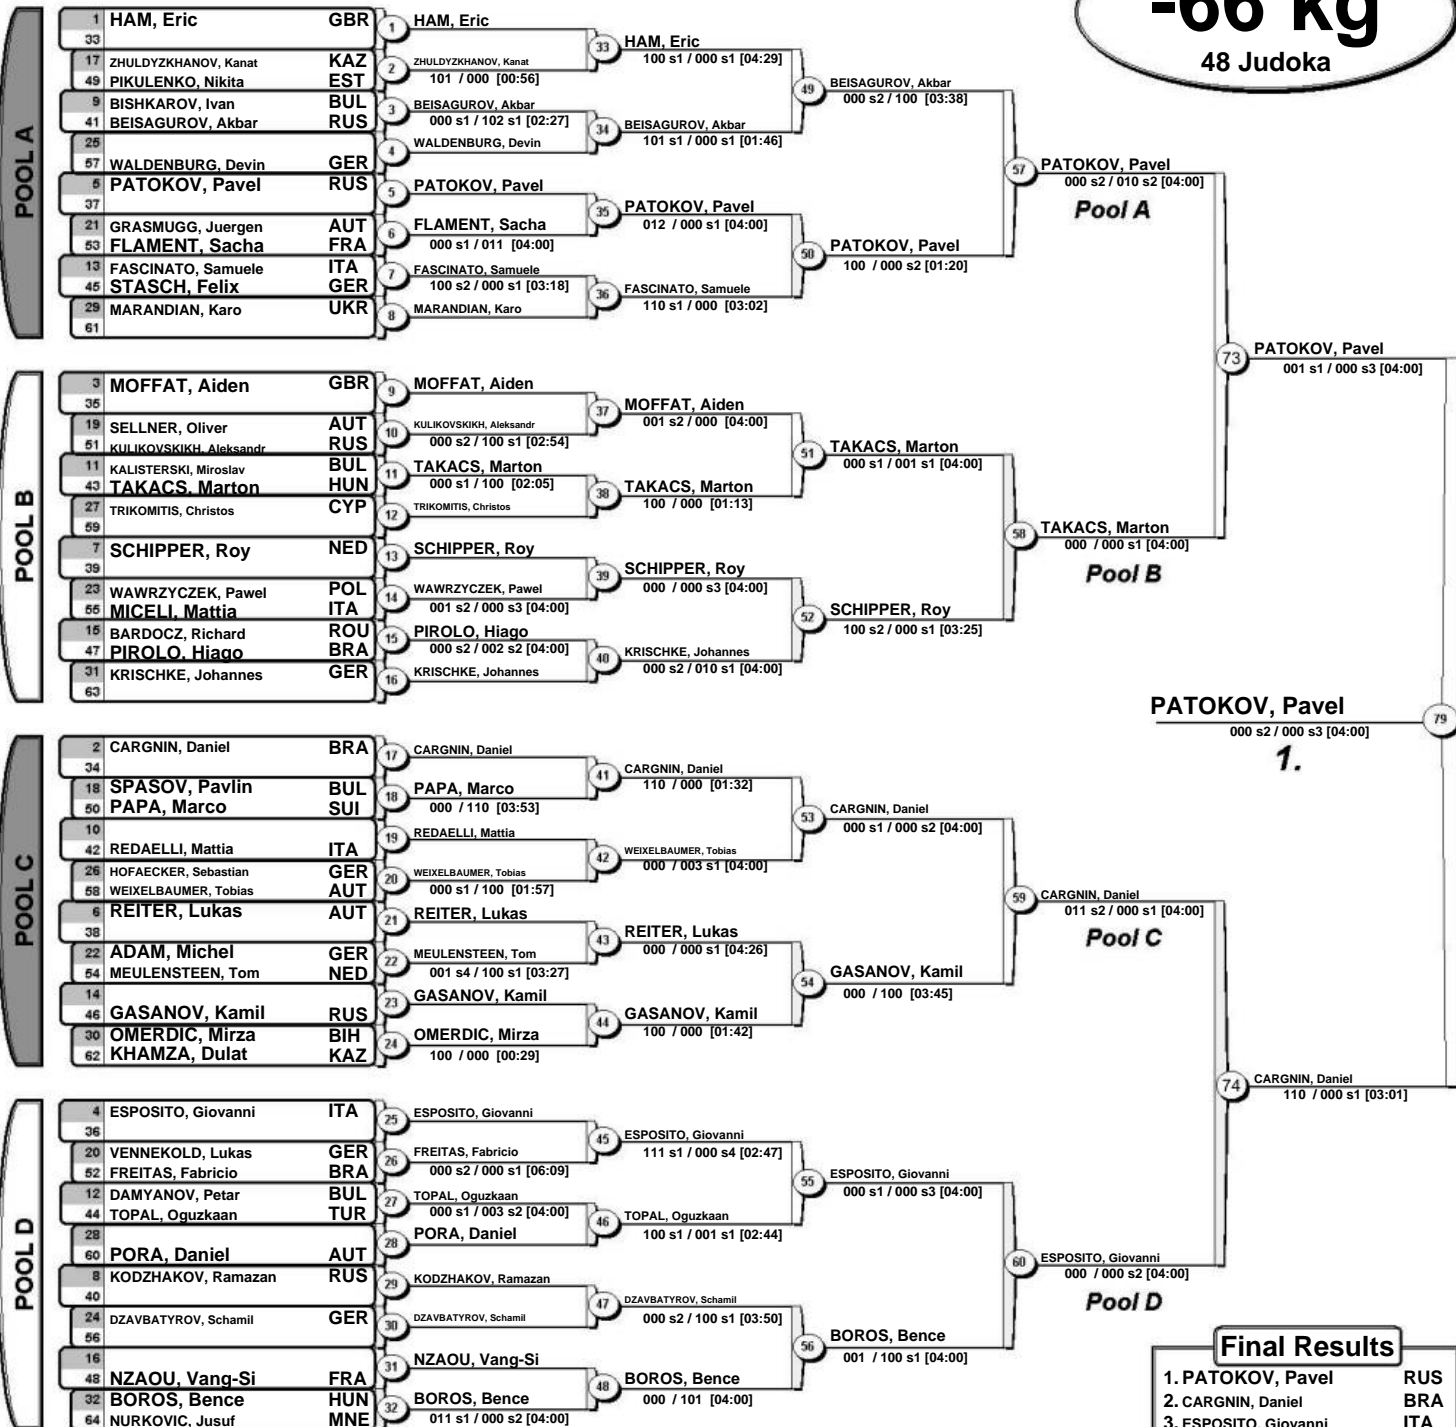 -66 kg
48 Judoka
POOL A
1 HAM, Eric GBR
33
17 ZHULDYZKHANOV, Kanat KAZ
49 PIKULENKO, Nikita EST
9 BISHKAROV, Ivan BUL
41 BEISAGUROV, Akbar RUS
25
57 WALDENBURG, Devin GER
5 PATOKOV, Pavel RUS
37
21 GRASMUGG, Juergen AUT
53 FLAMENT, Sacha FRA
13 FASCINATO, Samuele ITA
45 STASCH, Felix GER
29 MARANDIAN, Karo UKR
61
1 HAM, Eric
2 ZHULDYZKHANOV, Kanat
101 / 000 [00:56]
3 BEISAGUROV, Akbar
000 s1 / 102 s1 [02:27]
4 WALDENBURG, Devin
5 PATOKOV, Pavel
6 FLAMENT, Sacha
000 s1 / 011 [04:00]
7 FASCINATO, Samuele
100 s2 / 000 s1 [03:18]
8 MARANDIAN, Karo
33 HAM, Eric
100 s1 / 000 s1 [04:29]
34 BEISAGUROV, Akbar
101 s1 / 000 s1 [01:46]
35 PATOKOV, Pavel
012 / 000 s1 [04:00]
36 FASCINATO, Samuele
110 s1 / 000 [03:02]
49 BEISAGUROV, Akbar
000 s2 / 100 [03:38]
50 PATOKOV, Pavel
100 / 000 s2 [01:20]
57 PATOKOV, Pavel
000 s2 / 010 s2 [04:00]
Pool A
POOL B
3 MOFFAT, Aiden GBR
35
19 SELLNER, Oliver AUT
51 KULIKOVSKIKH, Aleksandr RUS
11 KALISTERSKI, Miroslav BUL
43 TAKACS, Marton HUN
27 TRIKOMITIS, Christos CYP
59
7 SCHIPPER, Roy NED
39
23 WAWRZYCZEK, Pawel POL
55 MICELI, Mattia ITA
15 BARDOCZ, Richard ROU
47 PIROLO, Hiago BRA
31 KRISCHKE, Johannes GER
63
9 MOFFAT, Aiden
10 KULIKOVSKIKH, Aleksandr
000 s2 / 100 s1 [02:54]
11 TAKACS, Marton
000 s1 / 100 [02:05]
12 TRIKOMITIS, Christos
13 SCHIPPER, Roy
14 WAWRZYCZEK, Pawel
001 s2 / 000 s3 [04:00]
15 PIROLO, Hiago
000 s2 / 002 s2 [04:00]
16 KRISCHKE, Johannes
37 MOFFAT, Aiden
001 s2 / 000 [04:00]
38 TAKACS, Marton
100 / 000 [01:13]
39 SCHIPPER, Roy
000 / 000 s3 [04:00]
40 KRISCHKE, Johannes
000 s2 / 010 s1 [04:00]
51 TAKACS, Marton
000 s1 / 001 s1 [04:00]
52 SCHIPPER, Roy
100 s2 / 000 s1 [03:25]
58 TAKACS, Marton
000 / 000 s1 [04:00]
Pool B
73 PATOKOV, Pavel
001 s1 / 000 s3 [04:00]
PATOKOV, Pavel 79
000 s2 / 000 s3 [04:00]
1.
POOL C
2 CARGNIN, Daniel BRA
34
18 SPASOV, Pavlin BUL
50 PAPA, Marco SUI
10
42 REDAELLI, Mattia ITA
26 HOFAECKER, Sebastian GER
58 WEIXELBAUMER, Tobias AUT
6 REITER, Lukas AUT
38
22 ADAM, Michel GER
54 MEULENSTEEN, Tom NED
14
46 GASANOV, Kamil RUS
30 OMERDIC, Mirza BIH
62 KHAMZA, Dulat KAZ
17 CARGNIN, Daniel
18 PAPA, Marco
000 / 110 [03:53]
19 REDAELLI, Mattia
20 WEIXELBAUMER, Tobias
000 s1 / 100 [01:57]
21 REITER, Lukas
22 MEULENSTEEN, Tom
001 s4 / 100 s1 [03:27]
23 GASANOV, Kamil
24 OMERDIC, Mirza
100 / 000 [00:29]
41 CARGNIN, Daniel
110 / 000 [01:32]
42 WEIXELBAUMER, Tobias
000 / 003 s1 [04:00]
43 REITER, Lukas
000 / 000 s1 [04:26]
44 GASANOV, Kamil
100 / 000 [01:42]
53 CARGNIN, Daniel
000 s1 / 000 s2 [04:00]
54 GASANOV, Kamil
000 / 100 [03:45]
59 CARGNIN, Daniel
011 s2 / 000 s1 [04:00]
Pool C
POOL D
4 ESPOSITO, Giovanni ITA
36
20 VENNEKOLD, Lukas GER
52 FREITAS, Fabricio BRA
12 DAMYANOV, Petar BUL
44 TOPAL, Oguzkaan TUR
28
60 PORA, Daniel AUT
8 KODZHAKOV, Ramazan RUS
40
24 DZAVBATYROV, Schamil GER
56
16
48 NZAOU, Vang-Si FRA
32 BOROS, Bence HUN
64 NURKOVIC, Jusuf MNE
25 ESPOSITO, Giovanni
26 FREITAS, Fabricio
000 s2 / 000 s1 [06:09]
27 TOPAL, Oguzkaan
000 s1 / 003 s2 [04:00]
28 PORA, Daniel
29 KODZHAKOV, Ramazan
30 DZAVBATYROV, Schamil
31 NZAOU, Vang-Si
32 BOROS, Bence
011 s1 / 000 s2 [04:00]
45 ESPOSITO, Giovanni
111 s1 / 000 s4 [02:47]
46 TOPAL, Oguzkaan
100 s1 / 001 s1 [02:44]
47 DZAVBATYROV, Schamil
000 s2 / 100 s1 [03:50]
48 BOROS, Bence
000 / 101 [04:00]
55 ESPOSITO, Giovanni
000 s1 / 000 s3 [04:00]
56 BOROS, Bence
001 / 100 s1 [04:00]
60 ESPOSITO, Giovanni
000 / 000 s2 [04:00]
Pool D
74 CARGNIN, Daniel
110 / 000 s1 [03:01]
Final Results
1. PATOKOV, Pavel RUS
2. CARGNIN, Daniel BRA
3. ESPOSITO, Giovanni ITA